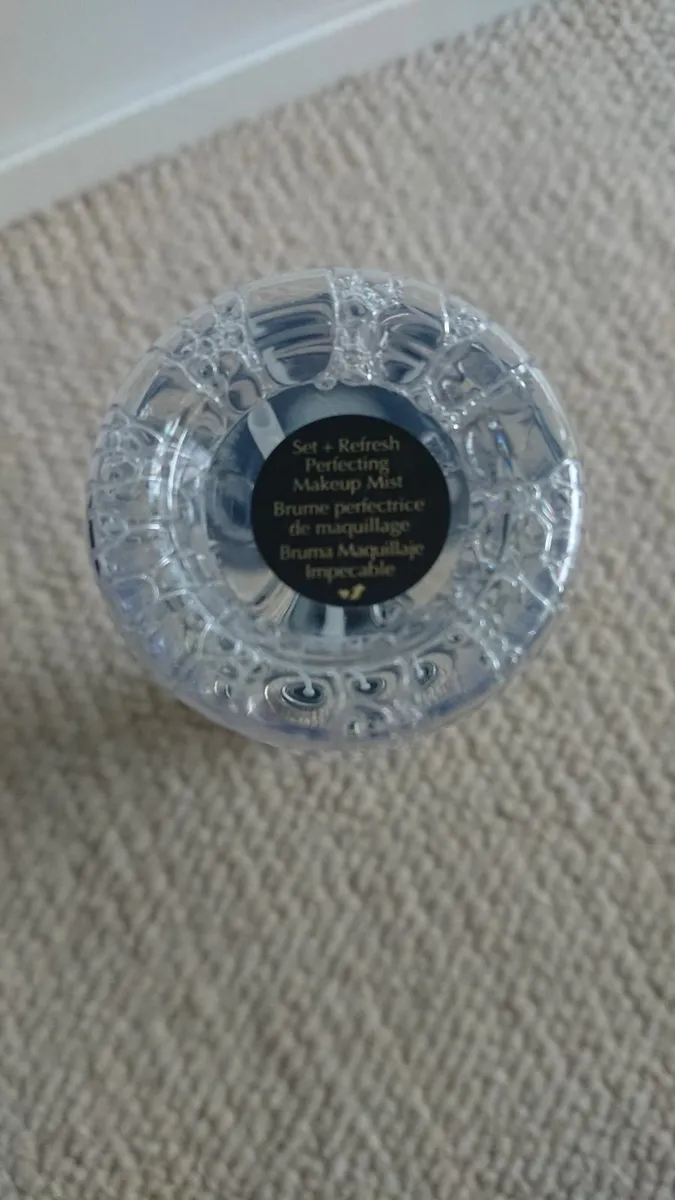 Set + Refresh
Perfecting
Makeup Mist
Brume perfectrice
de maquillage
Bruma Maquillaje
Impecable